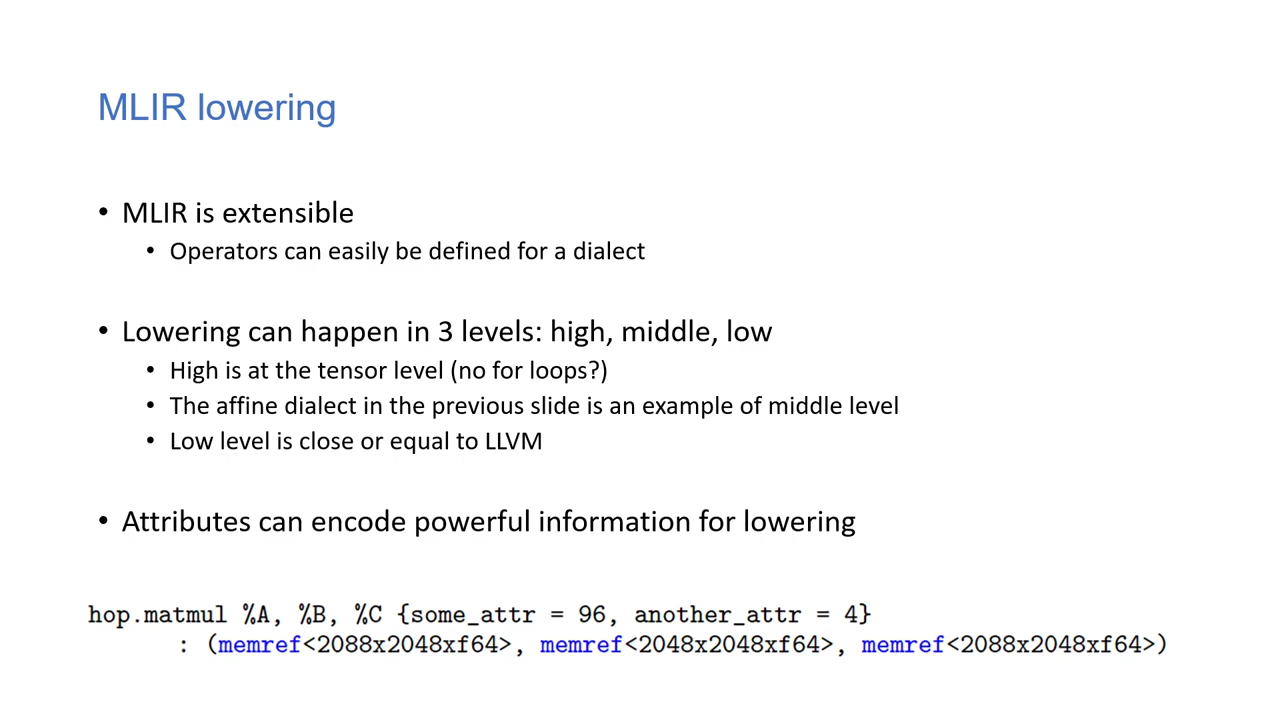 MLIR lowering
• MLIR is extensible
• Operators can easily be defined for a dialect
• Lowering can happen in 3 levels: high, middle, low
• High is at the tensor level (no for loops?)
• The affine dialect in the previous slide is an example of middle level
• Low level is close or equal to LLVM
• Attributes can encode powerful information for lowering
hop.matmul %A, %B, %C {some_attr = 96, another_attr = 4}
: (memref<2088x2048xf64>, memref<2048x2048xf64>, memref<2088x2048xf64>)